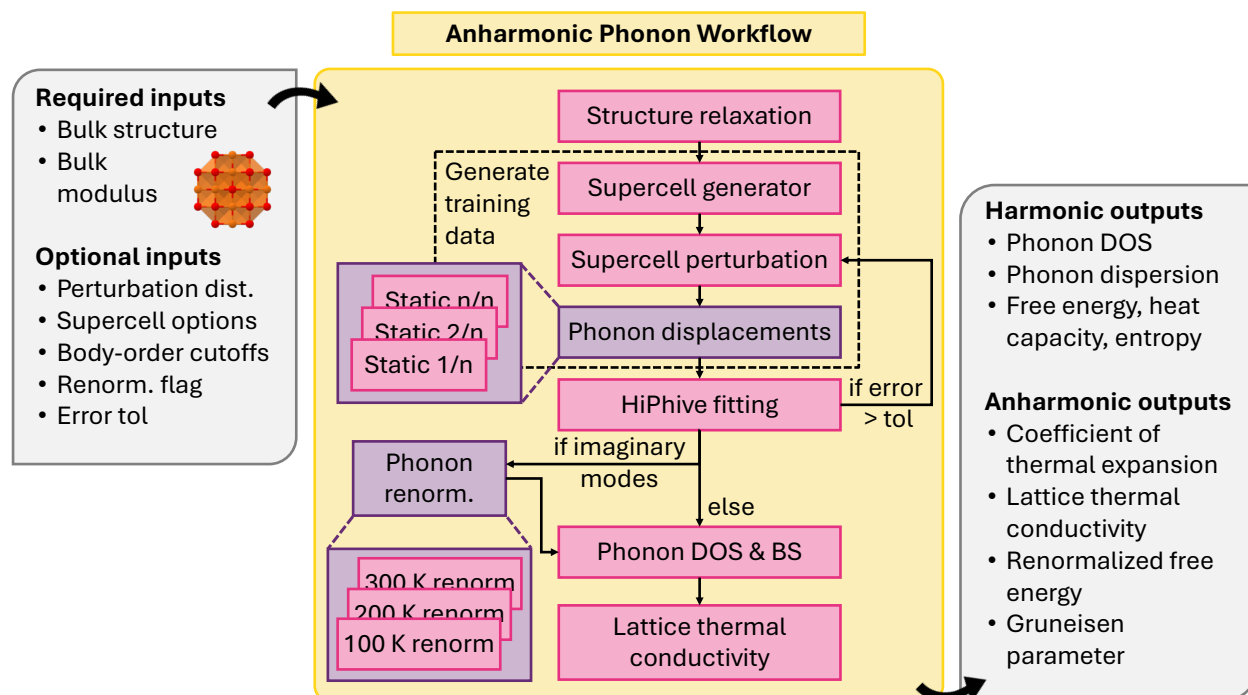 Anharmonic Phonon Workflow
Required inputs
• Bulk structure
• Bulk
modulus
Optional inputs
• Perturbation dist.
• Supercell options
• Body-order cutoffs
• Renorm. flag
• Error tol
Structure relaxation
Generate
training
data
Supercell generator
Supercell perturbation
Static n/n
Static 2/n
Static 1/n
Phonon displacements
HiPhive fitting
if error
> tol
if imaginary
modes
Phonon
renorm.
else
300 K renorm
200 K renorm
100 K renorm
Phonon DOS & BS
Lattice thermal
conductivity
Harmonic outputs
• Phonon DOS
• Phonon dispersion
• Free energy, heat
capacity, entropy
Anharmonic outputs
• Coefficient of
thermal expansion
• Lattice thermal
conductivity
• Renormalized free
energy
• Gruneisen
parameter